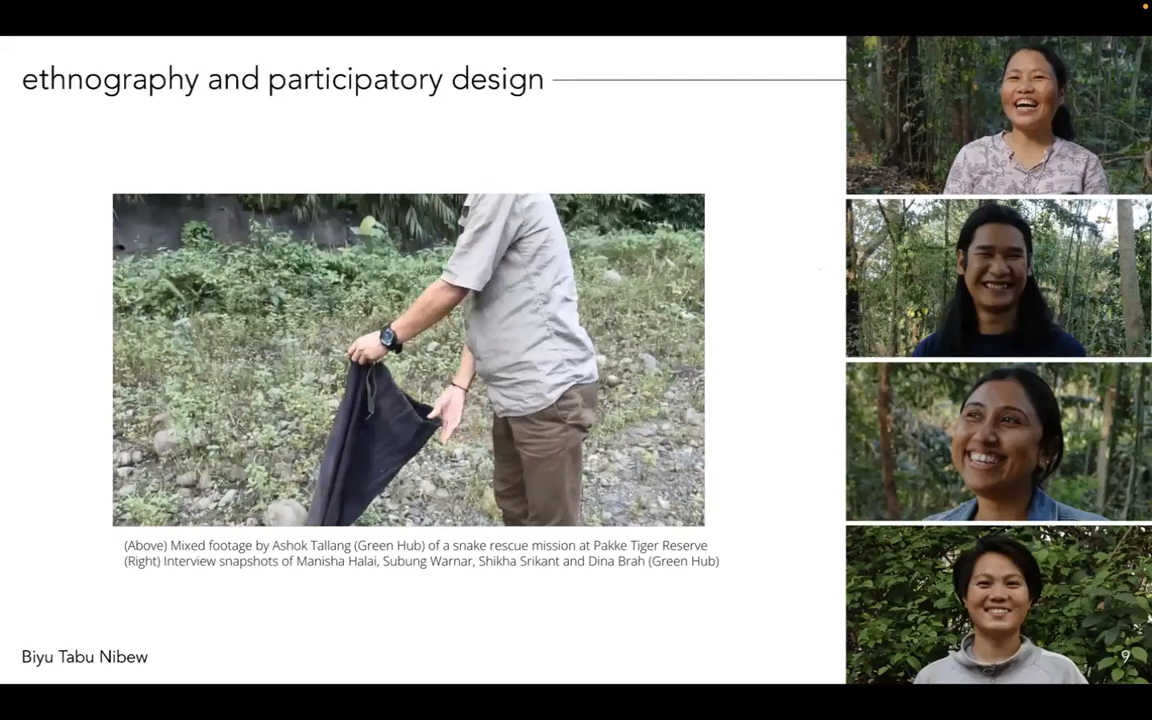 ethnography and participatory design
(Above) Mixed footage by Ashok Tallang (Green Hub) of a snake rescue mission at Pakke Tiger Reserve
(Right) Interview snapshots of Manisha Halai, Subung Warnar, Shikha Srikant and Dina Brah (Green Hub)
Biyu Tabu Nibew
9